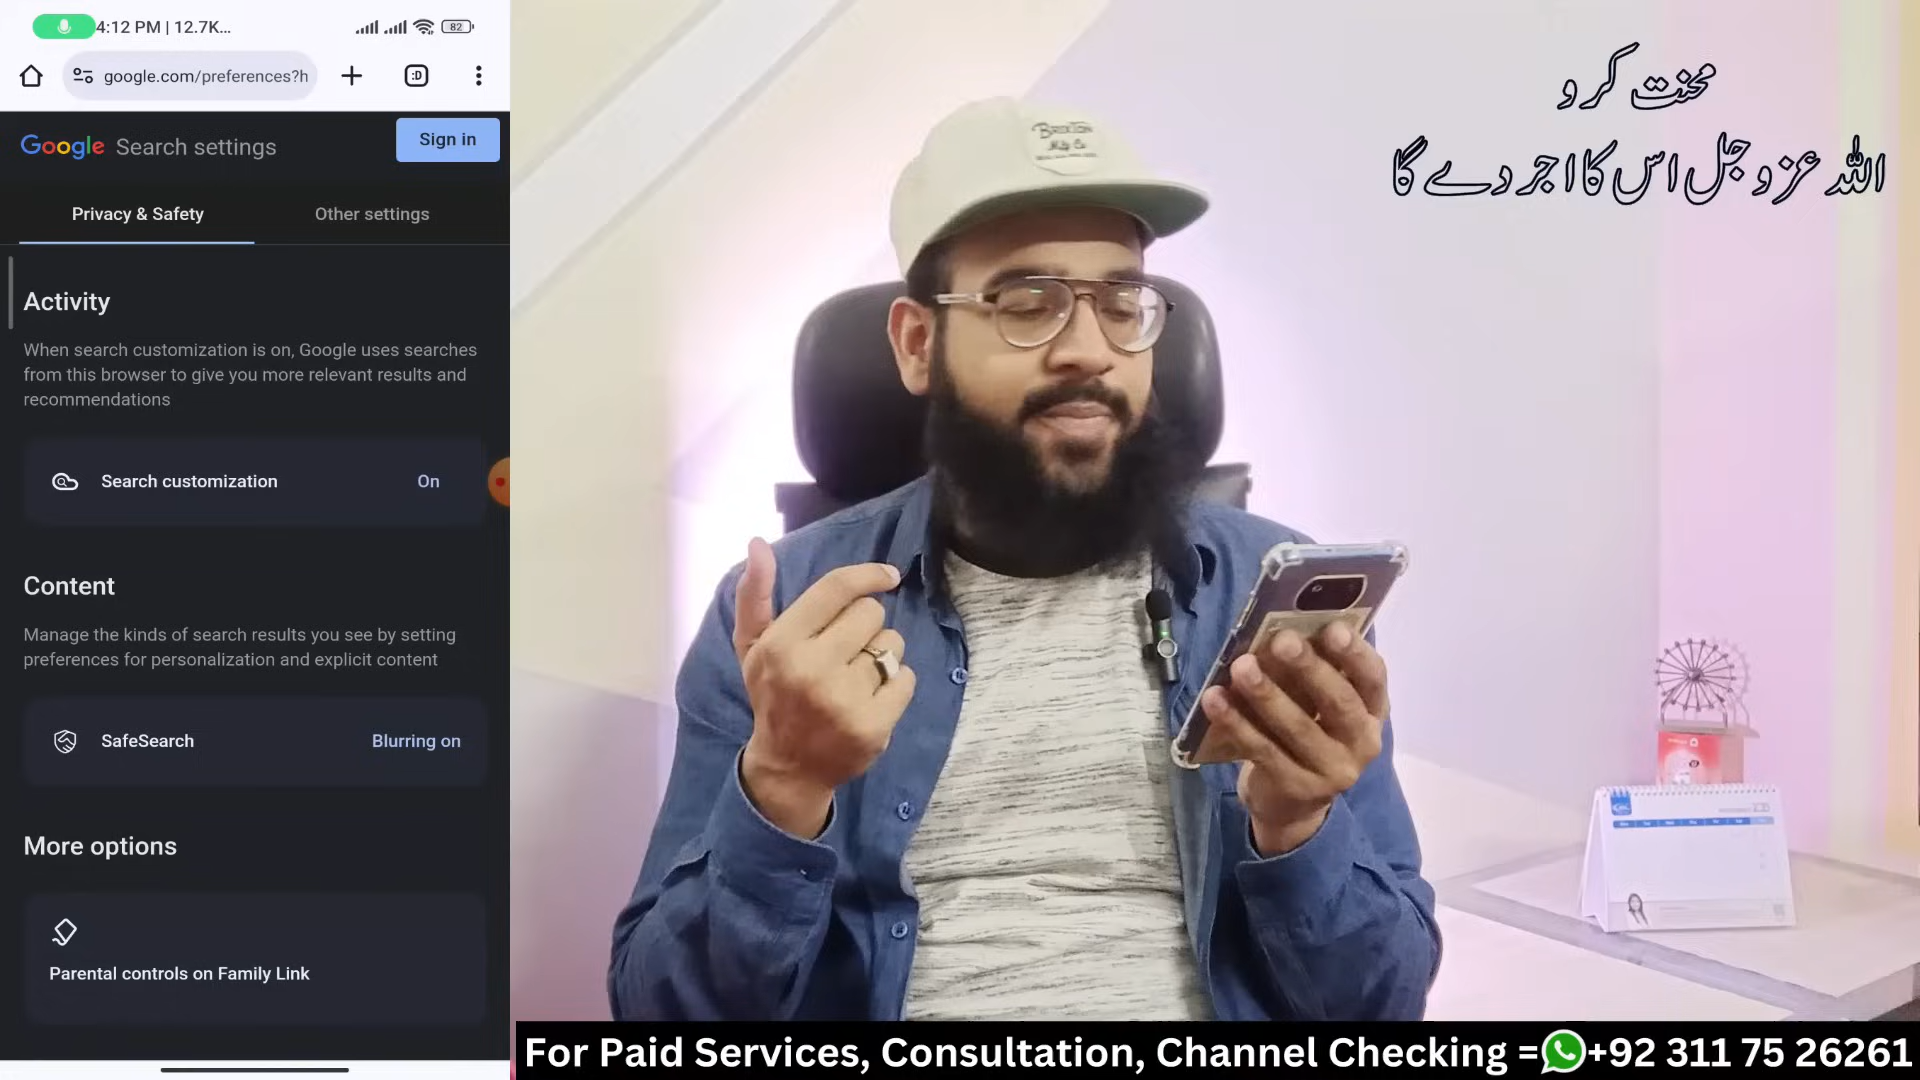 4:12 PM | 12.7K...
82
google.com/preferences?h
:D
Google Search settings
Sign in
Privacy & Safety
Other settings
Activity
When search customization is on, Google uses searches
from this browser to give you more relevant results and
recommendations
Search customization
On
Content
Manage the kinds of search results you see by setting
preferences for personalization and explicit content
SafeSearch
Blurring on
More options
Parental controls on Family Link
محنت کرو
اللہ عزوجل اس کا اجر دے گا
BRIXTON
Mfg Co
For Paid Services, Consultation, Channel Checking =+92 311 75 26261